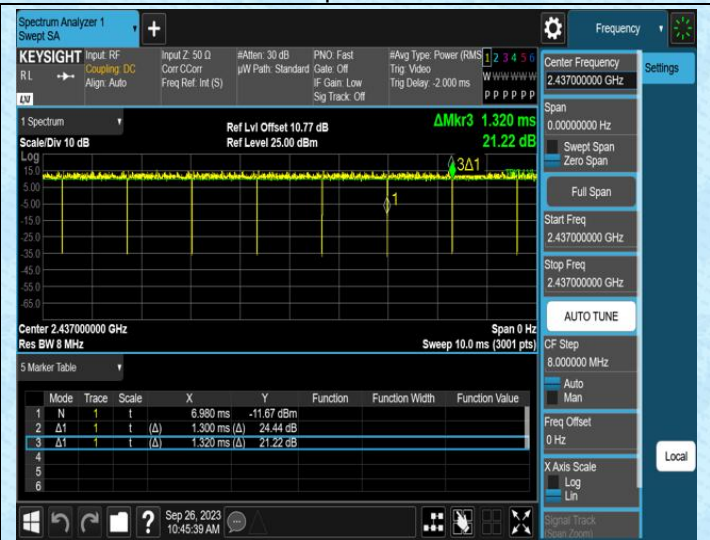 Spectrum Analyzer 1
Swept SA
Frequency
KEYSIGHT
RL
LXI
Input: RF
Coupling: DC
Align: Auto
Input Z: 50 Ω
Corr CCorr
Freq Ref: Int (S)
#Atten: 30 dB
µW Path: Standard
PNO: Fast
Gate: Off
IF Gain: Low
Sig Track: Off
#Avg Type: Power (RMS
Trig: Video
Trig Delay: -2.000 ms
1 2 3 4 5 6
W W W W W W
P P P P P P
Center Frequency
2.437000000 GHz
Settings
1 Spectrum
Scale/Div 10 dB
Ref Lvl Offset 10.77 dB
Ref Level 25.00 dBm
ΔMkr3 1.320 ms
21.22 dB
Log
15.0
5.00
-5.00
-15.0
-25.0
-35.0
-45.0
-55.0
-65.0
3Δ1
1
Center 2.437000000 GHz
Res BW 8 MHz
Span 0 Hz
Sweep 10.0 ms (3001 pts)
Span
0.00000000 Hz
Swept Span
Zero Span
Full Span
Start Freq
2.437000000 GHz
Stop Freq
2.437000000 GHz
AUTO TUNE
CF Step
8.000000 MHz
Auto
Man
Freq Offset
0 Hz
X Axis Scale
Log
Lin
Signal Track
(Span Zoom)
Local
5 Marker Table
Mode Trace Scale X Y Function Function Width Function Value
1 N 1 t 6.980 ms -11.67 dBm
2 Δ1 1 t (Δ) 1.300 ms (Δ) 24.44 dB
3 Δ1 1 t (Δ) 1.320 ms (Δ) 21.22 dB
4
5
6
?
Sep 26, 2023
10:45:39 AM